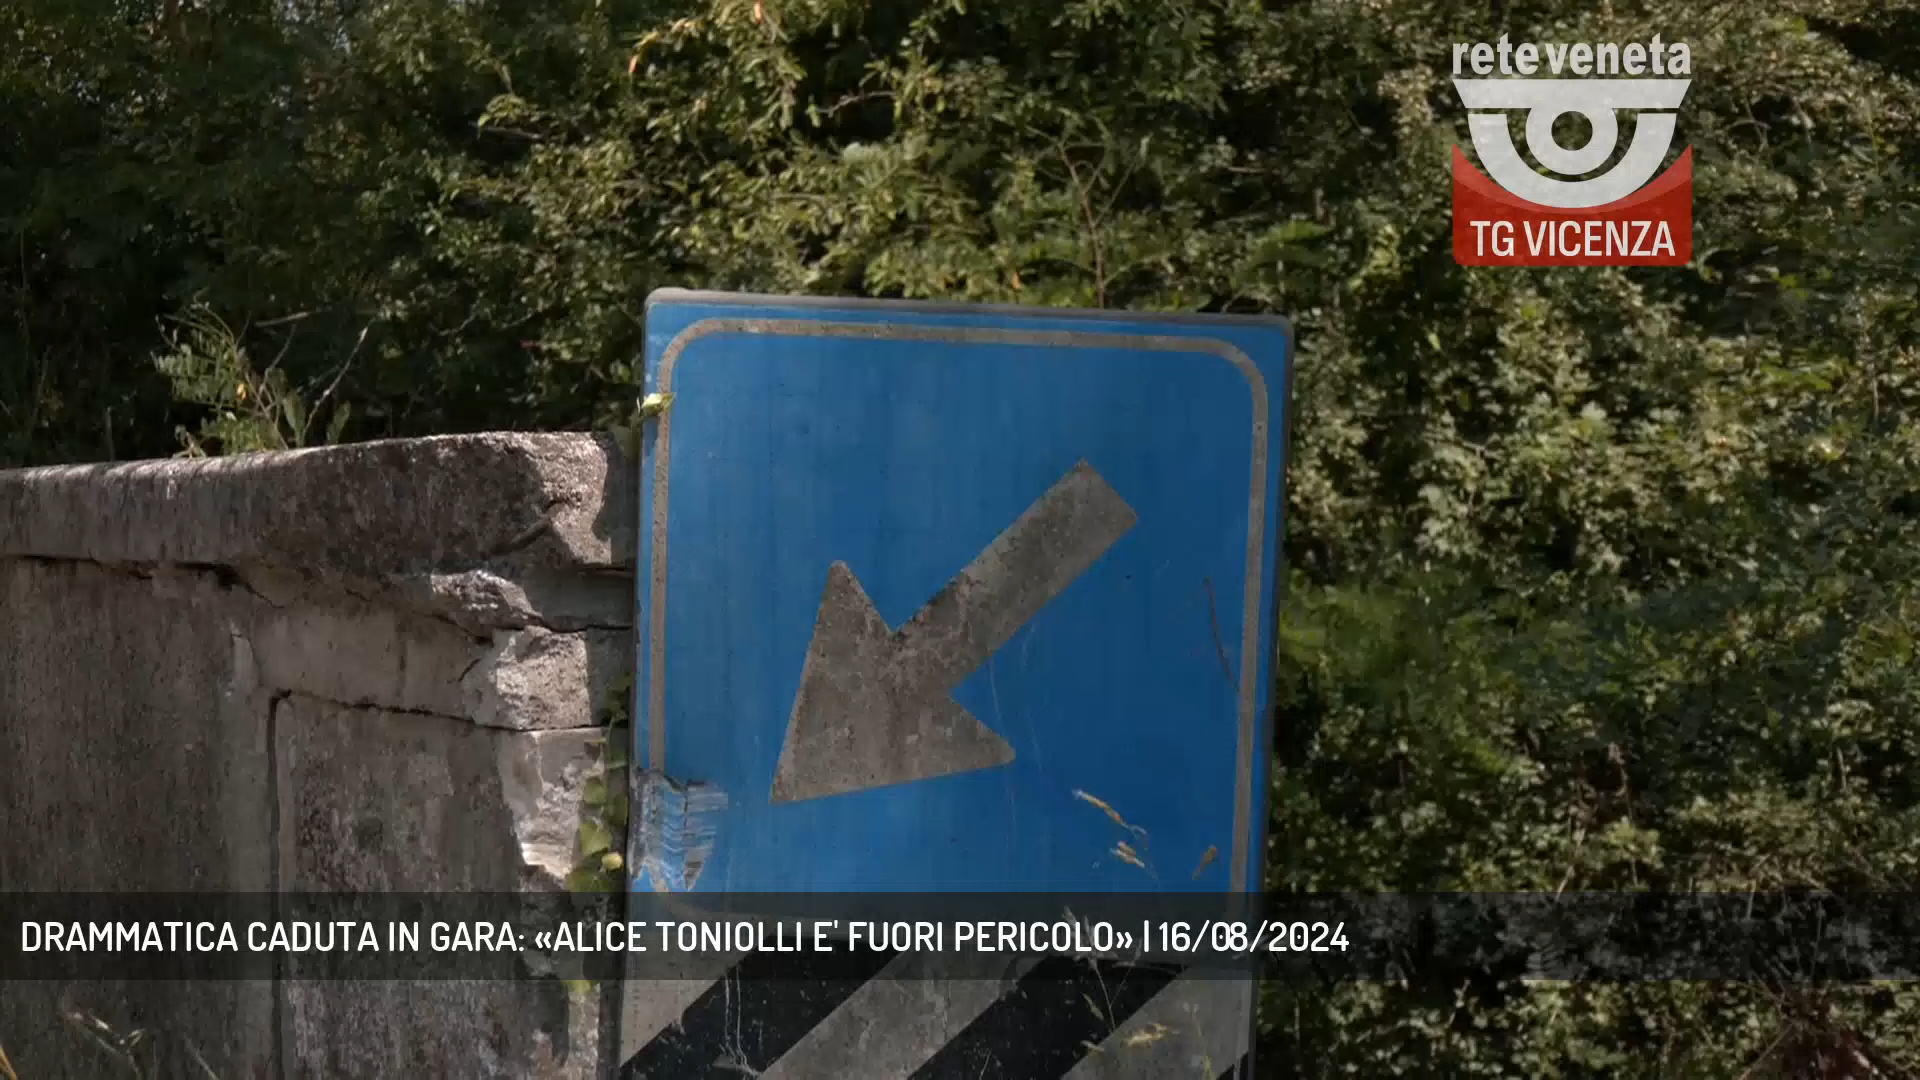 reteveneta
TG VICENZA
DRAMMATICA CADUTA IN GARA: «ALICE TONIOLLI E' FUORI PERICOLO» | 16/08/2024